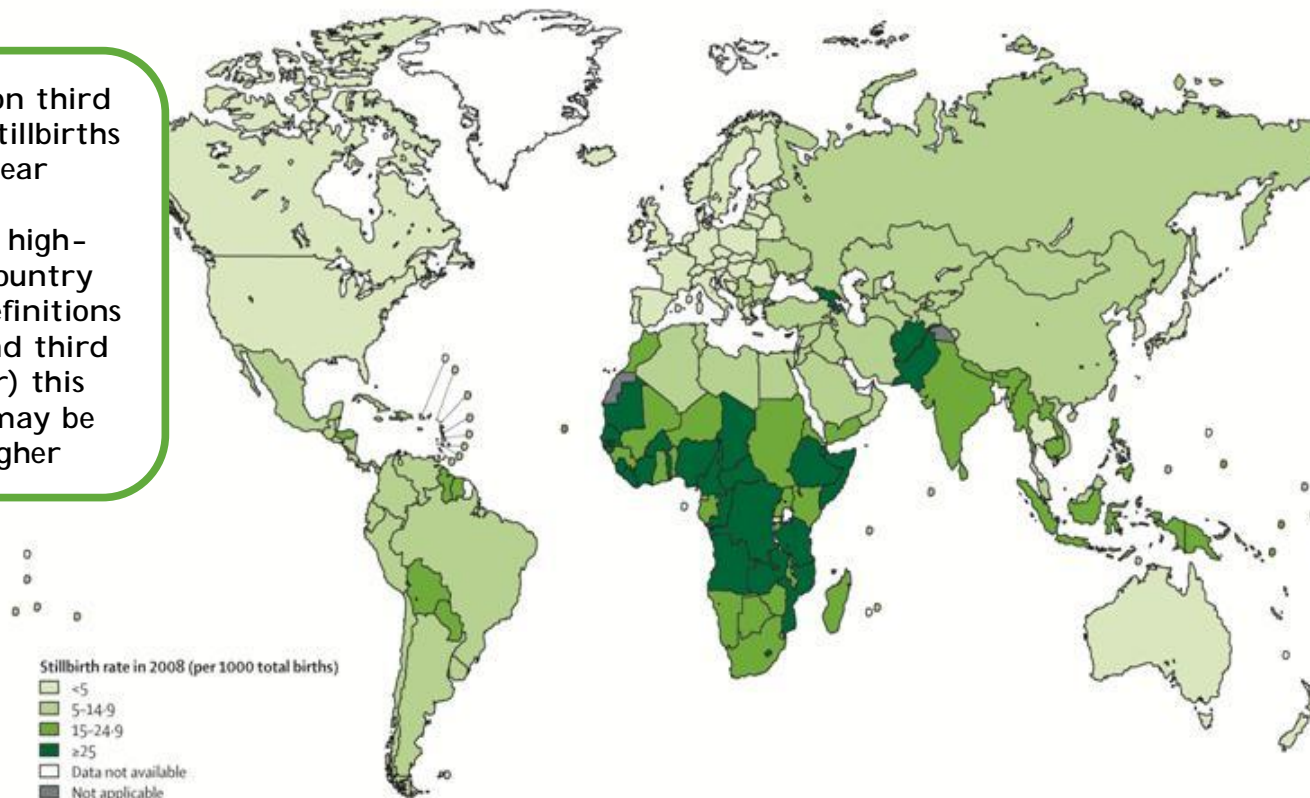 on third
tillbirths
ear
high-
ountry
efinitions
nd third
r) this
may be
gher
Stillbirth rate in 2008 (per 1000 total births)
<5
5-14·9
15-24·9
≥25
Data not available
Not applicable